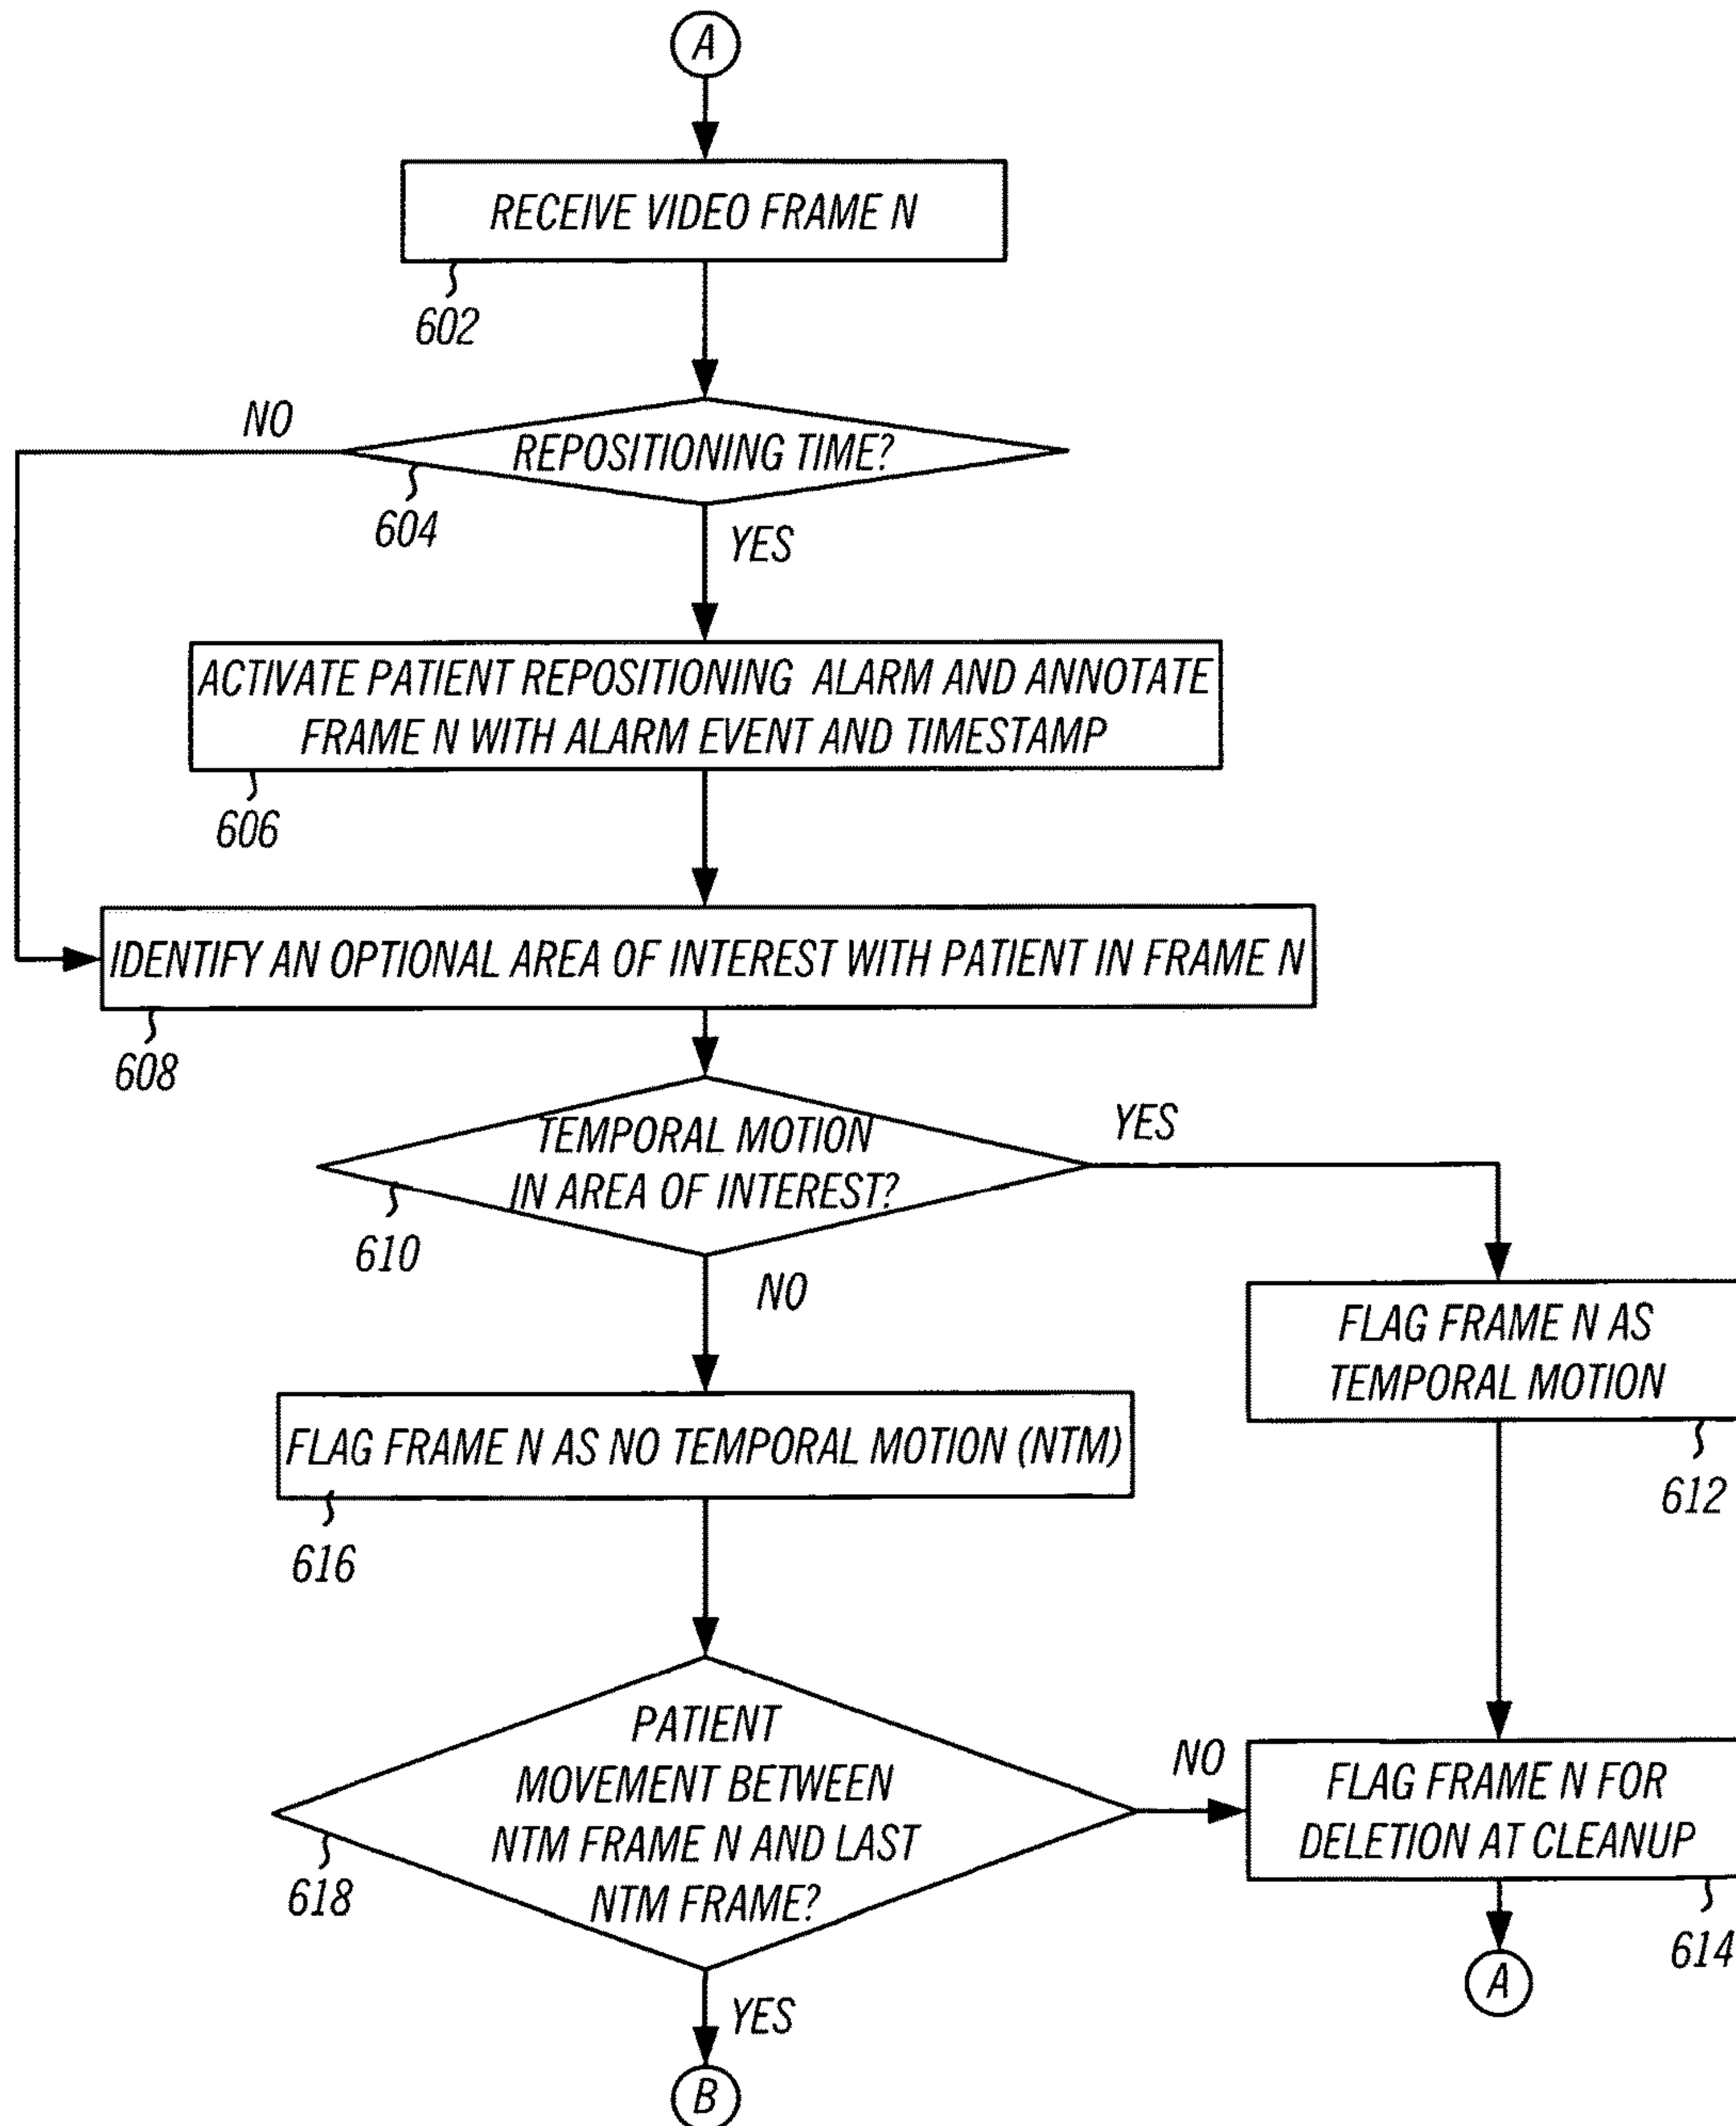 A
RECEIVE VIDEO FRAME N
602
NO
REPOSITIONING TIME?
604
YES
ACTIVATE PATIENT REPOSITIONING ALARM AND ANNOTATE
FRAME N WITH ALARM EVENT AND TIMESTAMP
606
IDENTIFY AN OPTIONAL AREA OF INTEREST WITH PATIENT IN FRAME N
608
TEMPORAL MOTION
IN AREA OF INTEREST?
610
YES
NO
FLAG FRAME N AS
TEMPORAL MOTION
612
FLAG FRAME N AS NO TEMPORAL MOTION (NTM)
616
PATIENT
MOVEMENT BETWEEN
NTM FRAME N AND LAST
NTM FRAME?
618
NO
FLAG FRAME N FOR
DELETION AT CLEANUP
614
A
YES
B